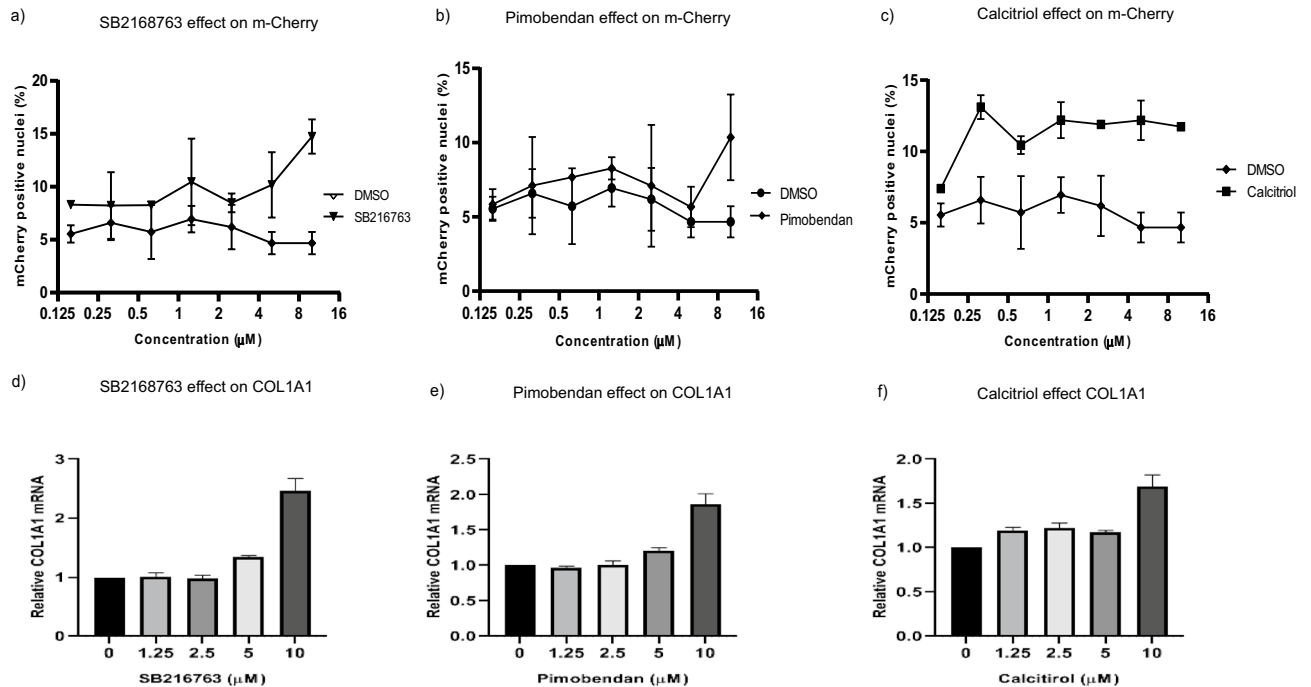 a)
SB2168763 effect on m-Cherry
mCherry positive nuclei (%)
20
15
10
5
0
0.125 0.25 0.5 1 2 4 8 16
Concentration (μM)
DMSO
SB216763
b)
Pimobendan effect on m-Cherry
mCherry positive nuclei (%)
15
10
5
0
0.125 0.25 0.5 1 2 4 8 16
Concentration (μM)
DMSO
Pimobendan
c)
Calcitriol effect on m-Cherry
mCherry positive nuclei (%)
15
10
5
0
0.125 0.25 0.5 1 2 4 8 16
Concentration (μM)
DMSO
Calcitriol
d)
SB2168763 effect on COL1A1
Relative COL1A1 mRNA
3
2
1
0
0 1.25 2.5 5 10
SB216763 (μM)
e)
Pimobendan effect on COL1A1
Relative COL1A1 mRNA
2.5
2.0
1.5
1.0
0.5
0.0
0 1.25 2.5 5 10
Pimobendan (μM)
f)
Calcitriol effect COL1A1
Relative COL1A1 mRNA
2.0
1.5
1.0
0.5
0.0
0 1.25 2.5 5 10
Calcitirol (μM)